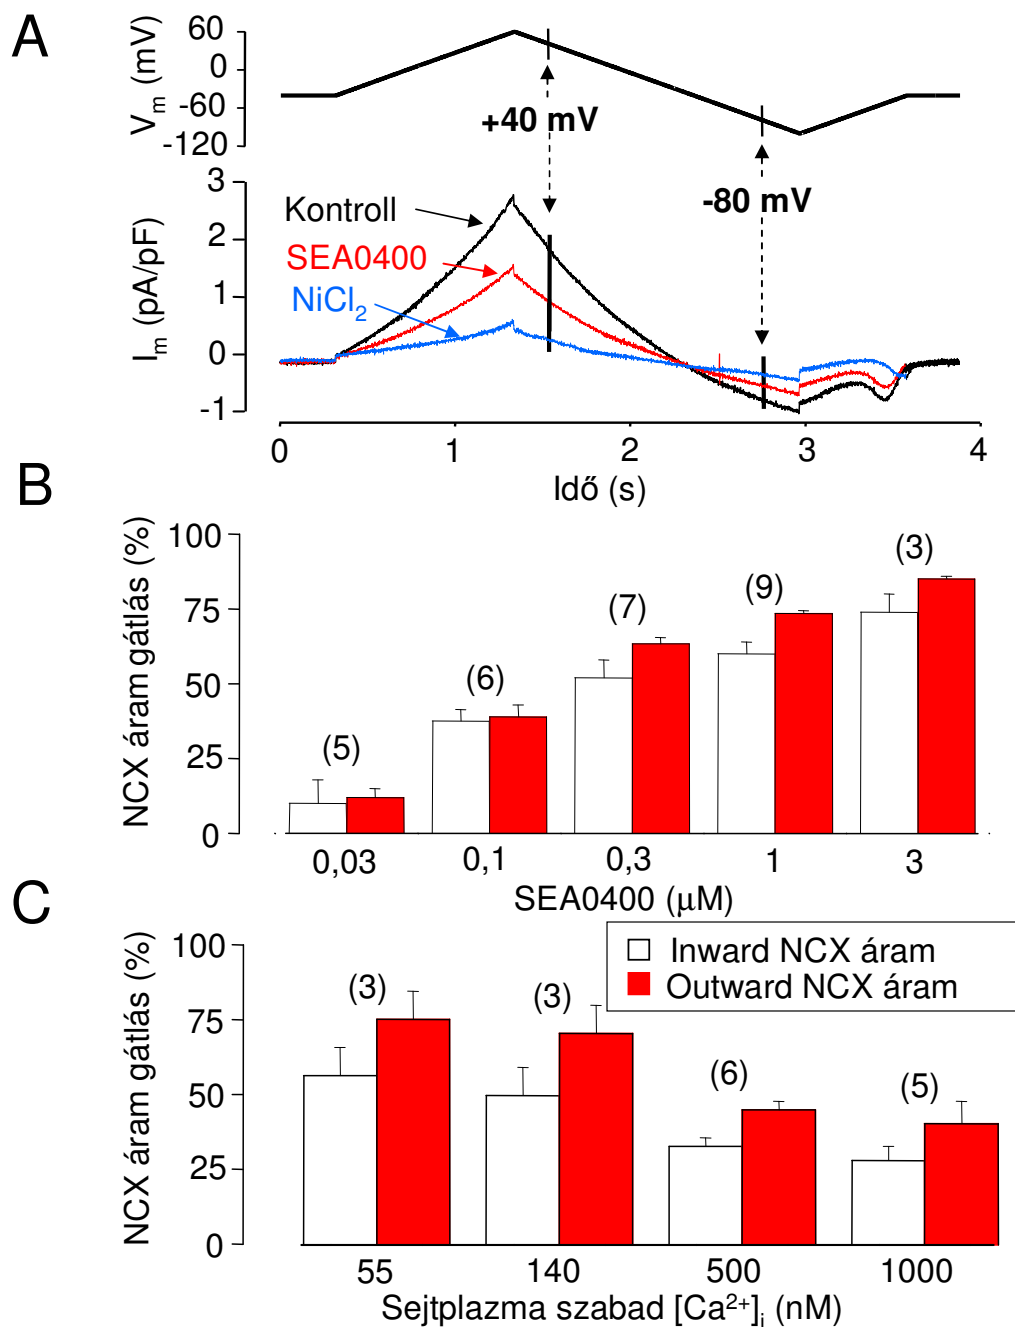 A
V_m (mV)
60
0
-60
-120
+40 mV
-80 mV
I_m (pA/pF)
3
2
1
0
-1
Kontroll
SEA0400
NiCl₂
0 1 2 3 4
Idő (s)
B
NCX áram gátlás (%)
100
75
50
25
0
(5) (6) (7) (9) (3)
0,03 0,1 0,3 1 3
SEA0400 (μM)
C
Inward NCX áram
Outward NCX áram
NCX áram gátlás (%)
100
75
50
25
0
(3) (3) (6) (5)
55 140 500 1000
Sejtplazma szabad [Ca²⁺]ᵢ (nM)